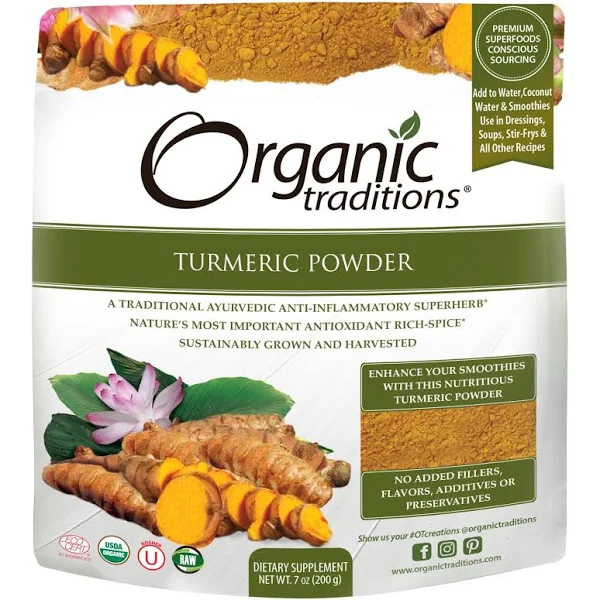 PREMIUM
SUPERFOODS
CONSCIOUS
SOURCING
Add to Water,Coconut
Water & Smoothies
Use in Dressings,
Soups, Stir-Frys &
All Other Recipes
Organic
traditions®
TURMERIC POWDER
A TRADITIONAL AYURVEDIC ANTI-INFLAMMATORY SUPERHERB*
NATURE'S MOST IMPORTANT ANTIOXIDANT RICH-SPICE*
SUSTAINABLY GROWN AND HARVESTED
ENHANCE YOUR SMOOTHIES
WITH THIS NUTRITIOUS
TURMERIC POWDER
NO ADDED FILLERS,
FLAVORS, ADDITIVES OR
PRESERVATIVES
Show us your #OTcreations @organictraditions
www.organictraditions.com
ECO
CERT
USDA
ORGANIC
KOSHER
U
RAW
DIETARY SUPPLEMENT
NET WT. 7 oz (200 g)